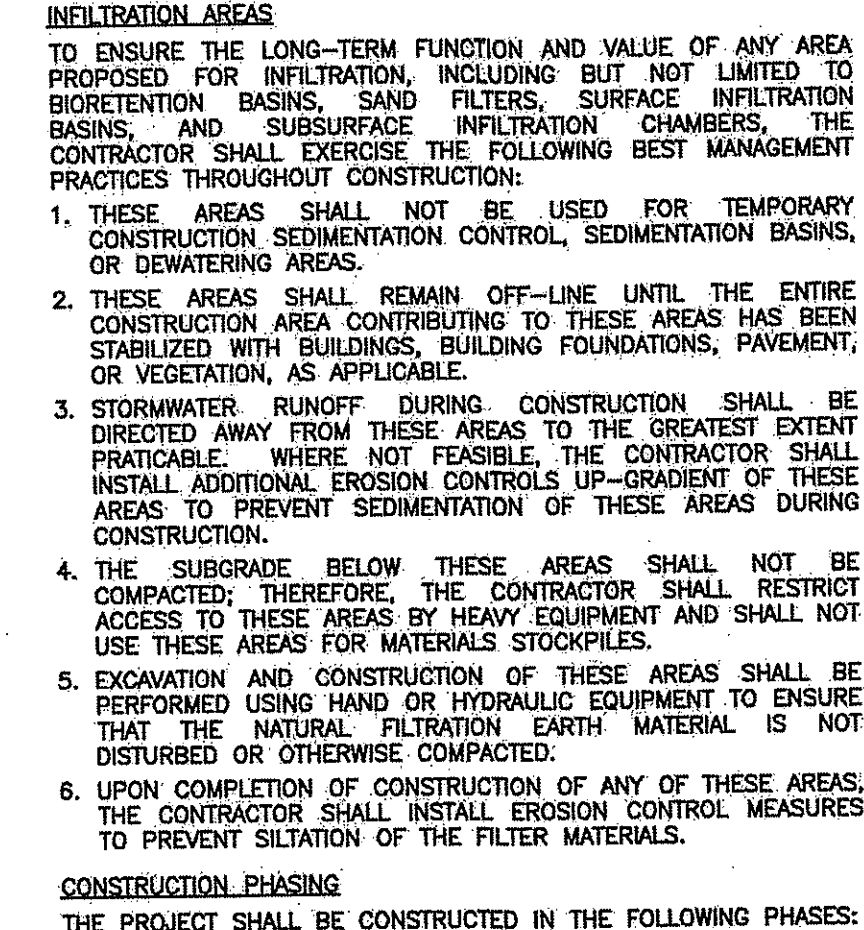 INFILTRATION AREAS
TO ENSURE THE LONG-TERM FUNCTION AND VALUE OF ANY AREA
PROPOSED FOR INFILTRATION, INCLUDING BUT NOT LIMITED TO
BIORETENTION BASINS, SAND FILTERS, SURFACE INFILTRATION
BASINS, AND SUBSURFACE INFILTRATION CHAMBERS, THE
CONTRACTOR SHALL EXERCISE THE FOLLOWING BEST MANAGEMENT
PRACTICES THROUGHOUT CONSTRUCTION:
1. THESE AREAS SHALL NOT BE USED FOR TEMPORARY
CONSTRUCTION SEDIMENTATION CONTROL, SEDIMENTATION BASINS,
OR DEWATERING AREAS.
2. THESE AREAS SHALL REMAIN OFF-LINE UNTIL THE ENTIRE
CONSTRUCTION AREA CONTRIBUTING TO THESE AREAS HAS BEEN
STABILIZED WITH BUILDINGS, BUILDING FOUNDATIONS, PAVEMENT,
OR VEGETATION, AS APPLICABLE.
3. STORMWATER RUNOFF DURING CONSTRUCTION SHALL BE
DIRECTED AWAY FROM THESE AREAS TO THE GREATEST EXTENT
PRATICABLE. WHERE NOT FEASIBLE, THE CONTRACTOR SHALL
INSTALL ADDITIONAL EROSION CONTROLS UP-GRADIENT OF THESE
AREAS TO PREVENT SEDIMENTATION OF THESE AREAS DURING
CONSTRUCTION.
4. THE SUBGRADE BELOW THESE AREAS SHALL NOT BE
COMPACTED; THEREFORE, THE CONTRACTOR SHALL RESTRICT
ACCESS TO THESE AREAS BY HEAVY EQUIPMENT AND SHALL NOT
USE THESE AREAS FOR MATERIALS STOCKPILES.
5. EXCAVATION AND CONSTRUCTION OF THESE AREAS SHALL BE
PERFORMED USING HAND OR HYDRAULIC EQUIPMENT TO ENSURE
THAT THE NATURAL FILTRATION EARTH MATERIAL IS NOT
DISTURBED OR OTHERWISE COMPACTED.
6. UPON COMPLETION OF CONSTRUCTION OF ANY OF THESE AREAS,
THE CONTRACTOR SHALL INSTALL EROSION CONTROL MEASURES
TO PREVENT SILTATION OF THE FILTER MATERIALS.
CONSTRUCTION PHASING
THE PROJECT SHALL BE CONSTRUCTED IN THE FOLLOWING PHASES: